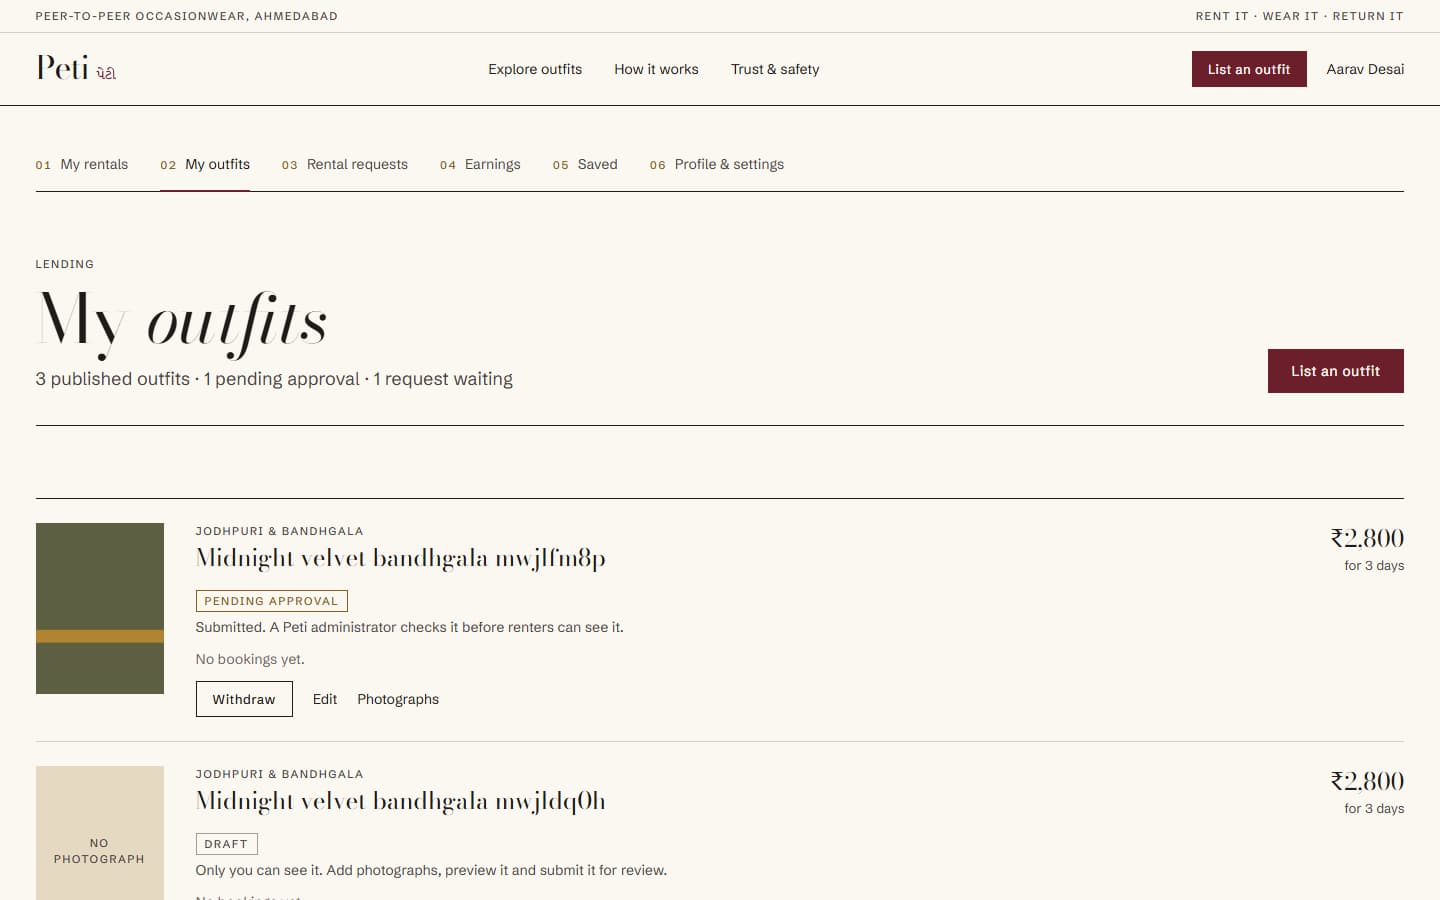 PEER-TO-PEER OCCASIONWEAR, AHMEDABAD
RENT IT · WEAR IT · RETURN IT
Peti પેટી
Explore outfits
How it works
Trust & safety
List an outfit
Aarav Desai
01 My rentals
02 My outfits
03 Rental requests
04 Earnings
05 Saved
06 Profile & settings
LENDING
My outfits
3 published outfits · 1 pending approval · 1 request waiting
List an outfit
JODHPURI & BANDHGALA
Midnight velvet bandhgala mwjlfm8p
₹2,800
for 3 days
PENDING APPROVAL
Submitted. A Peti administrator checks it before renters can see it.
No bookings yet.
Withdraw
Edit
Photographs
NO
PHOTOGRAPH
JODHPURI & BANDHGALA
Midnight velvet bandhgala mwjldq0h
₹2,800
for 3 days
DRAFT
Only you can see it. Add photographs, preview it and submit it for review.